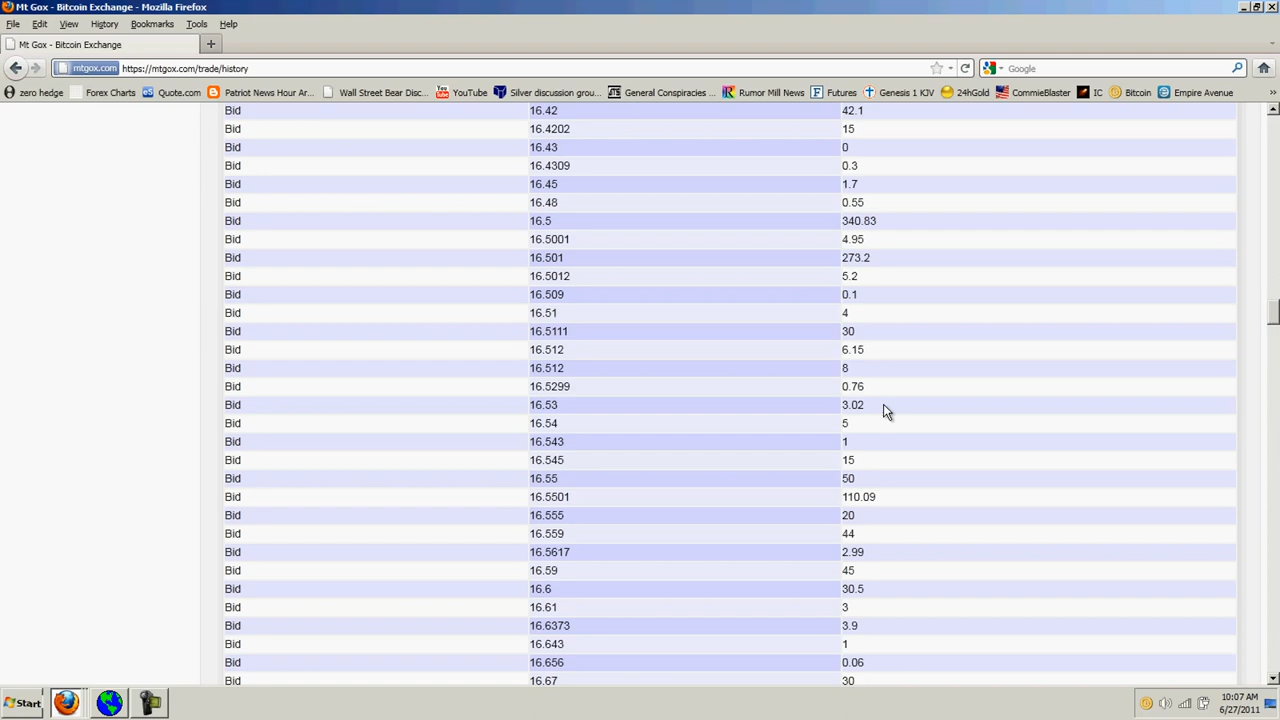 Mt Gox - Bitcoin Exchange - Mozilla Firefox
File Edit View History Bookmarks Tools Help
Mt Gox - Bitcoin Exchange
mtgox.com https://mtgox.com/trade/history Google
zero hedge Forex Charts Quote.com Patriot News Hour Ar... Wall Street Bear Disc... YouTube Silver discussion grou... General Conspiracies ... Rumor Mill News Futures Genesis 1 KJV 24hGold CommieBlaster IC Bitcoin Empire Avenue
Bid 16.42 42.1
Bid 16.4202 15
Bid 16.43 0
Bid 16.4309 0.3
Bid 16.45 1.7
Bid 16.48 0.55
Bid 16.5 340.83
Bid 16.5001 4.95
Bid 16.501 273.2
Bid 16.5012 5.2
Bid 16.509 0.1
Bid 16.51 4
Bid 16.5111 30
Bid 16.512 6.15
Bid 16.512 8
Bid 16.5299 0.76
Bid 16.53 3.02
Bid 16.54 5
Bid 16.543 1
Bid 16.545 15
Bid 16.55 50
Bid 16.5501 110.09
Bid 16.555 20
Bid 16.559 44
Bid 16.5617 2.99
Bid 16.59 45
Bid 16.6 30.5
Bid 16.61 3
Bid 16.6373 3.9
Bid 16.643 1
Bid 16.656 0.06
Bid 16.67 30
Start 10:07 AM
6/27/2011